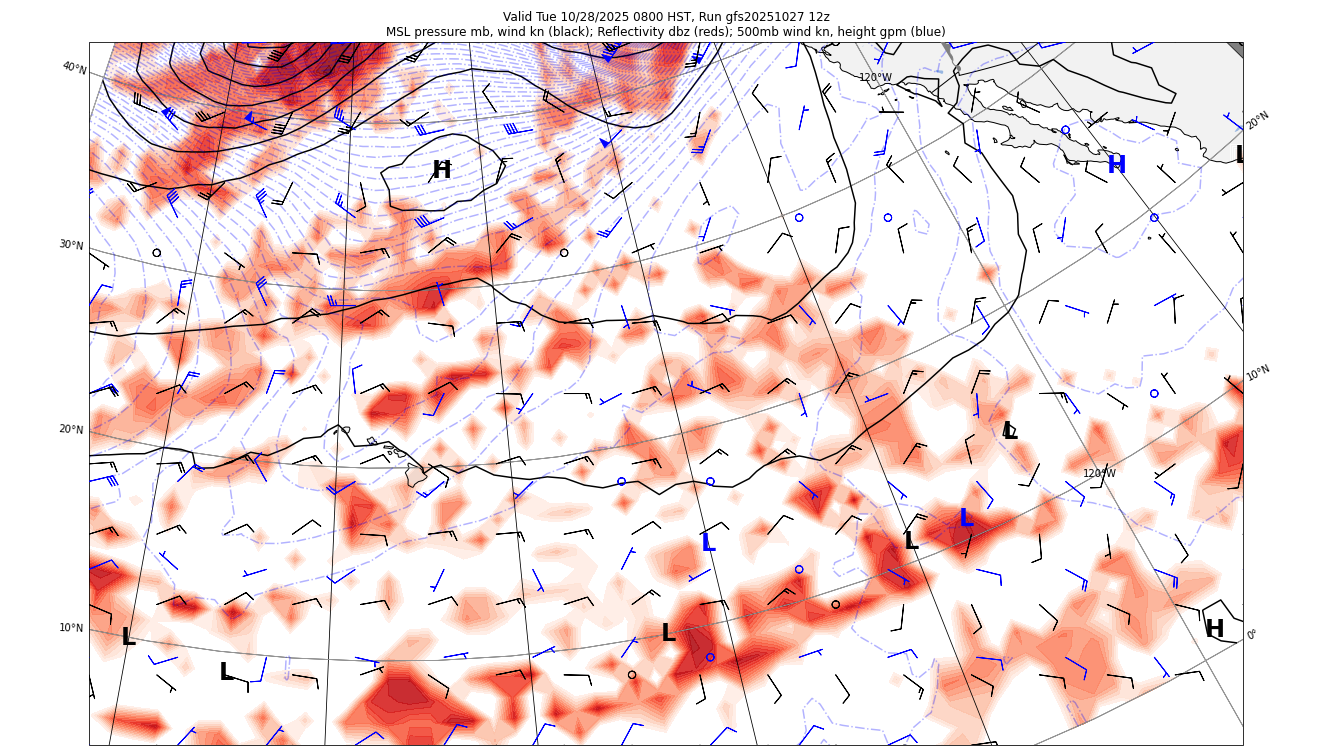 Valid Tue 10/28/2025 0800 HST, Run gfs20251027 12z
MSL pressure mb, wind kn (black); Reflectivity dbz (reds); 500mb wind kn, height gpm (blue)
40°N
120°W
20°N
H
H
L
30°N
10°N
20°N
L
120°W
L
L
L
10°N
L
L
H
0°
L